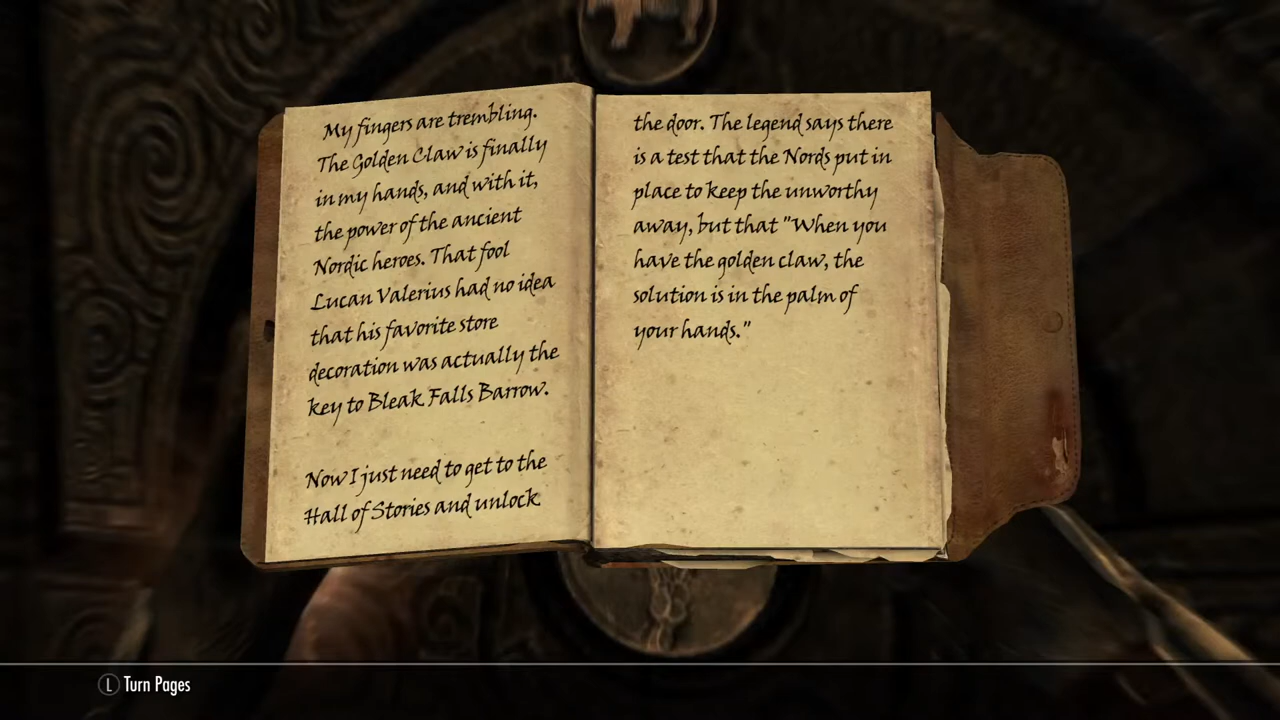 My fingers are trembling.
The Golden Claw is finally
in my hands, and with it,
the power of the ancient
Nordic heroes. That fool
Lucan Valerius had no idea
that his favorite store
decoration was actually the
key to Bleak Falls Barrow.
Now I just need to get to the
Hall of Stories and unlock
the door. The legend says there
is a test that the Nords put in
place to keep the unworthy
away, but that "When you
have the golden claw, the
solution is in the palm of
your hands."
L Turn Pages